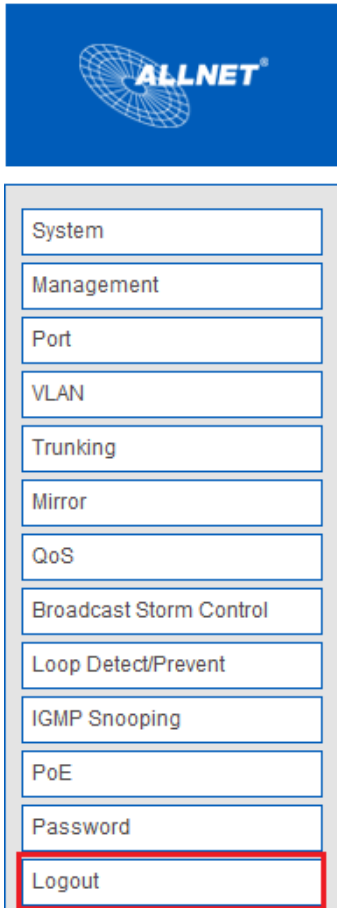 ALLNET®
System
Management
Port
VLAN
Trunking
Mirror
QoS
Broadcast Storm Control
Loop Detect/Prevent
IGMP Snooping
PoE
Password
Logout